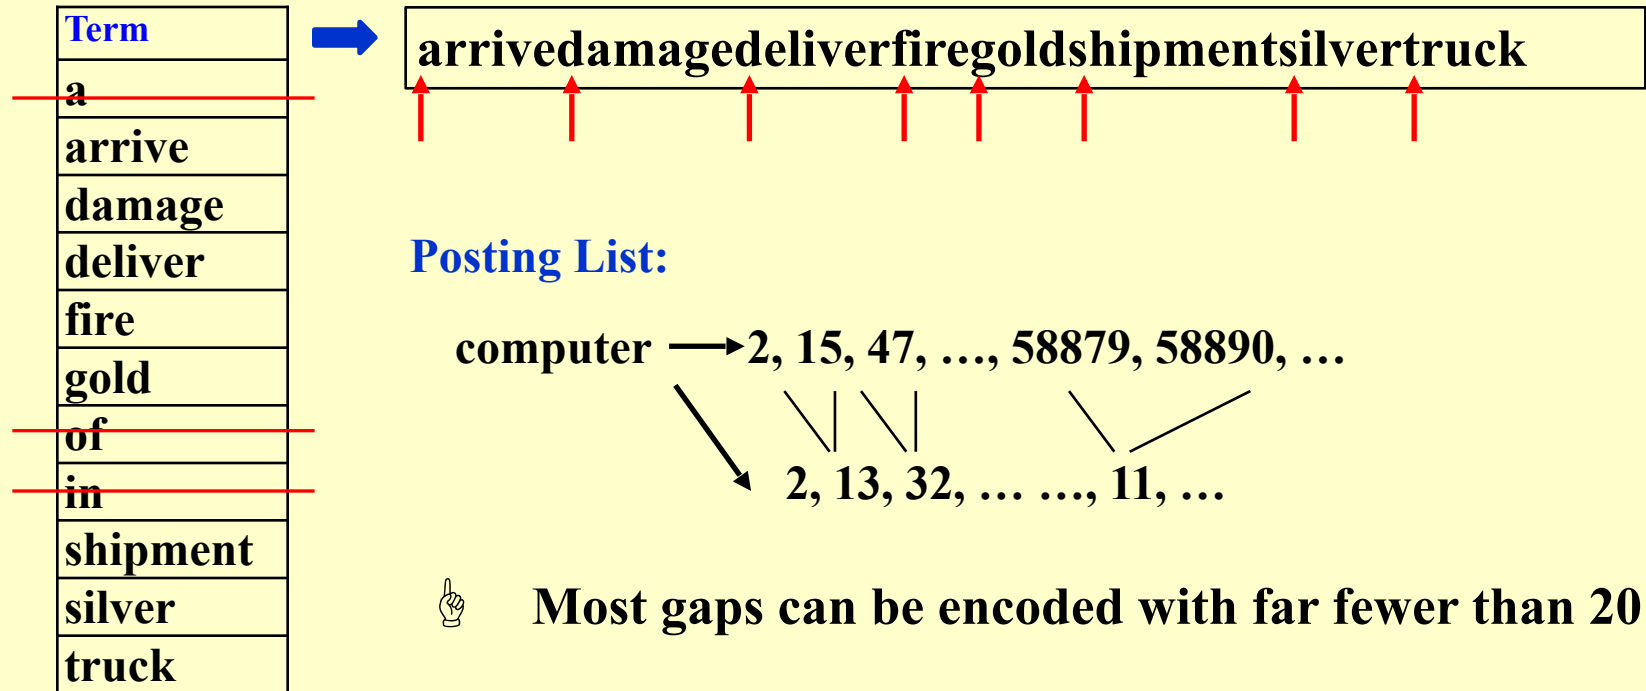 Term
a
arrive
damage
deliver
fire
gold
of
in
shipment
silver
truck
arrivedamagedeliverfiregoldshipmentsilvertruck
Posting List:
computer 2, 15, 47, …, 58879, 58890, …
2, 13, 32, … …, 11, …
Most gaps can be encoded with far fewer than 20